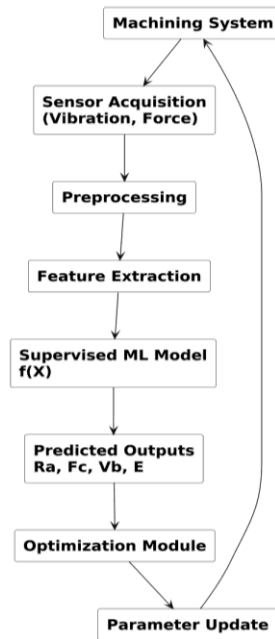 Machining System
Sensor Acquisition
(Vibration, Force)
Preprocessing
Feature Extraction
Supervised ML Model
f(X)
Predicted Outputs
Ra, Fc, Vb, E
Optimization Module
Parameter Update